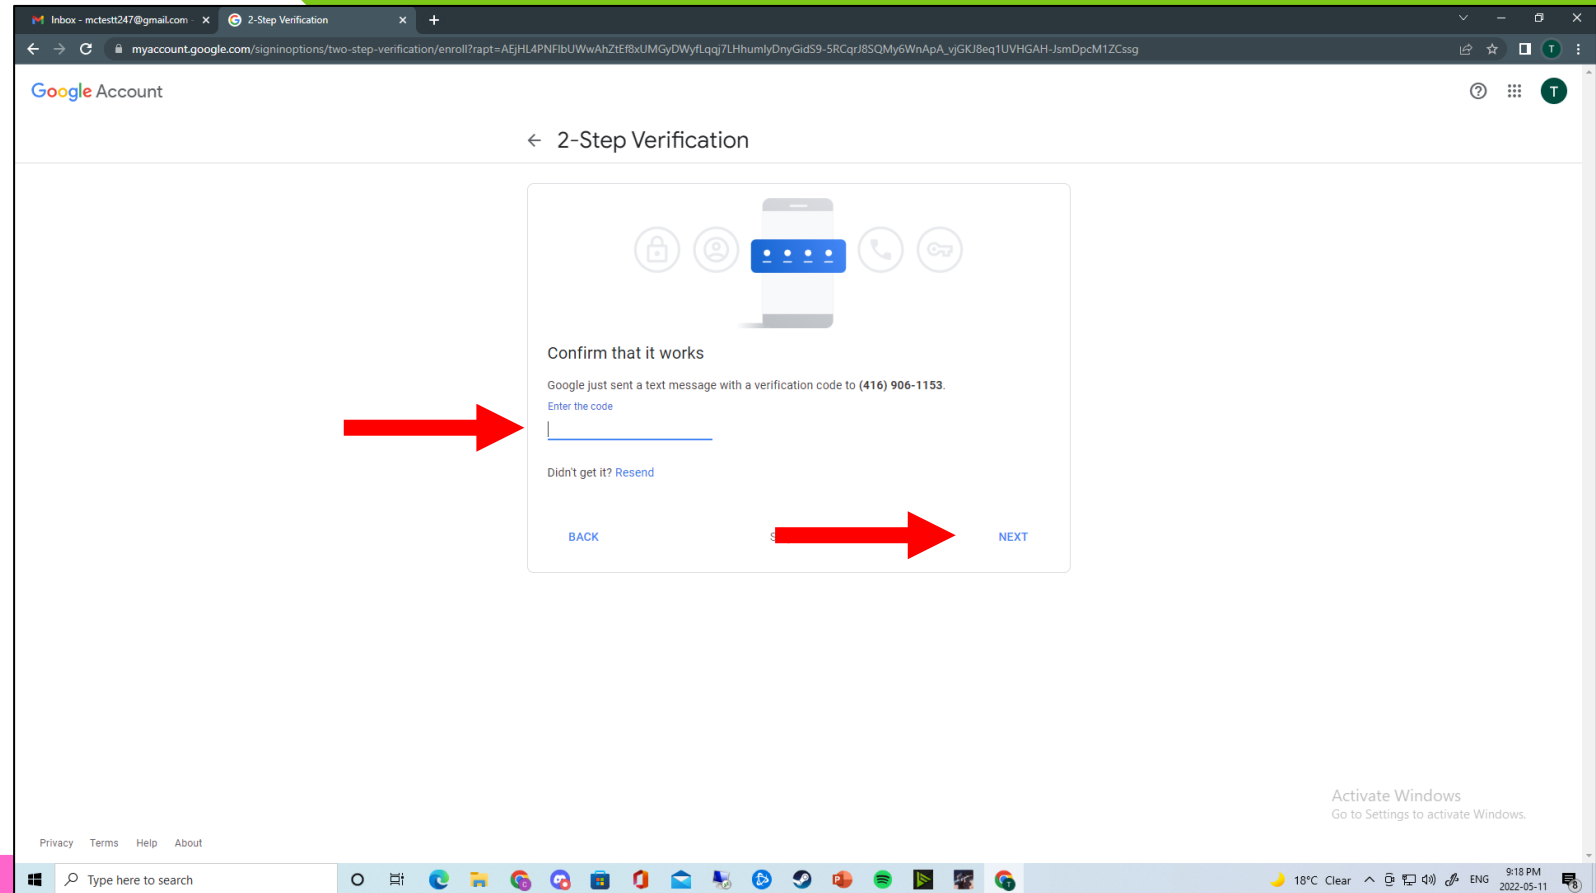 Inbox - mctestt247@gmail.com -
2-Step Verification
myaccount.google.com/signinoptions/two-step-verification/enroll?rapt=AEjHL4PNFIbUWwAhZtEf8xUMGyDWyfLqqj7LHhumIyDnyGidS9-5RCqrJ8SQMy6WnApA_vjGKJ8eq1UVHGAH-JsmDpcM1ZCssg
T
Google Account
T
2-Step Verification
Confirm that it works
Google just sent a text message with a verification code to (416) 906-1153.
Enter the code
Didn't get it? Resend
BACK
NEXT
Activate Windows
Go to Settings to activate Windows.
Privacy Terms Help About
Type here to search
18°C Clear
ENG
9:18 PM
2022-05-11